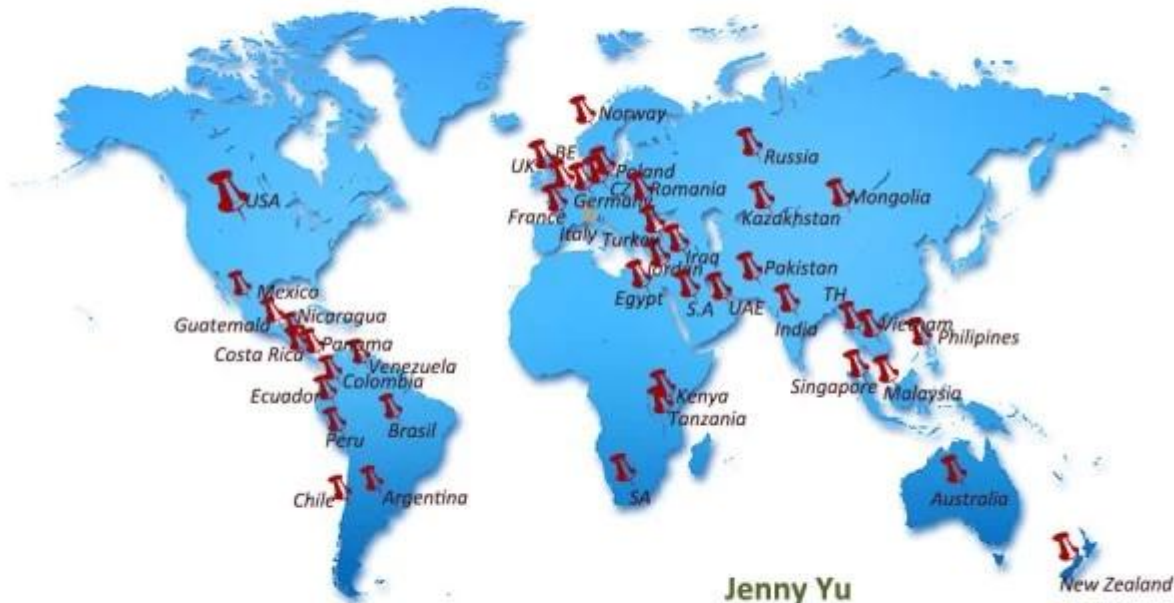 Norway
UK
BE
Poland
Russia
CZ
Romania
USA
Germany
Mongolia
France
Kazakhstan
Italy
Turkey
Iraq
Jordan
Pakistan
Mexico
Egypt
S.A
UAE
TH
India
Guatemala
Nicaragua
Vietnam
Philipines
Costa Rica
Panama
Venezuela
Singapore
Malaysia
Colombia
Ecuador
Kenya
Tanzania
Brasil
Peru
Chile
Argentina
SA
Australia
New Zealand
Jenny Yu